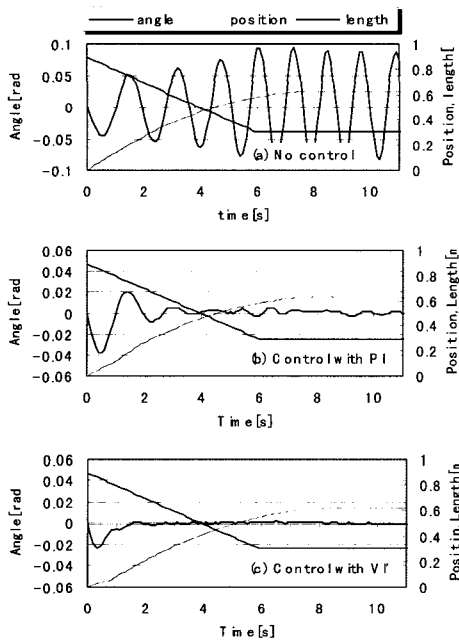 angle position length
0.1 1
0.05 0.8
0 0.6
-0.05 0.4
-0.1 0.2
0
Angle[rad
Position, length[
(a) No control
0 2 4 6 8 10
time[s]
0.06 1
0.04 0.8
0.02 0.6
0 0.4
-0.02 0.2
-0.04 0
-0.06
Angle[rad
Position, Length[n
(b) Control with PI
0 2 4 6 8 10
Time[s]
0.06 1
0.04 0.8
0.02 0.6
0 0.4
-0.02 0.2
-0.04 0
-0.06
Angle[rad
Positin, Length[n
(c) Control with VI'
0 2 4 6 8 10
Time[s]